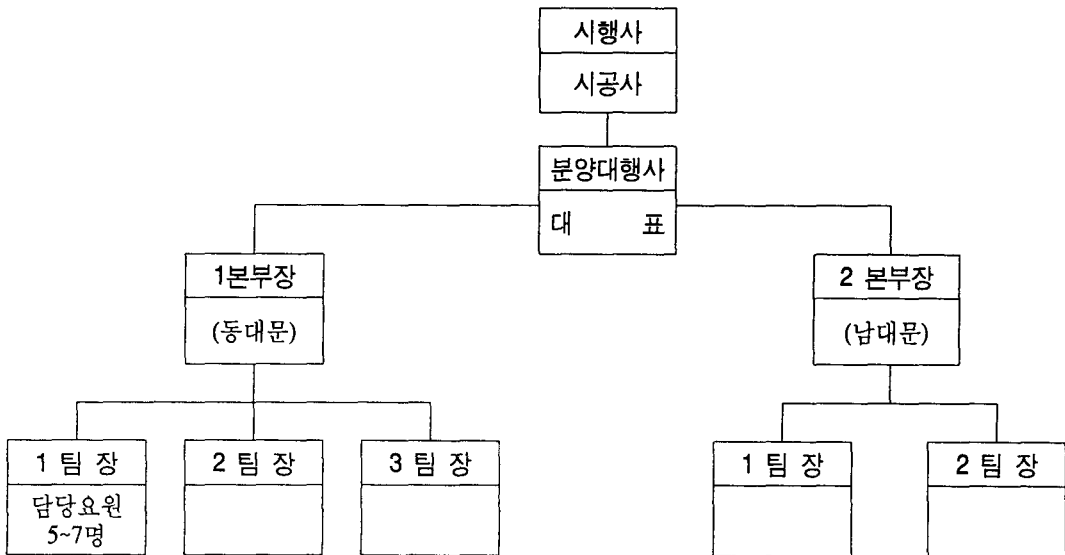 시행사
시공사
분양대행사
대 표
1본부장
(동대문)
2 본부장
(남대문)
1 팀 장
담당요원
5~7명
2 팀 장
3 팀 장
1 팀 장
2 팀 장